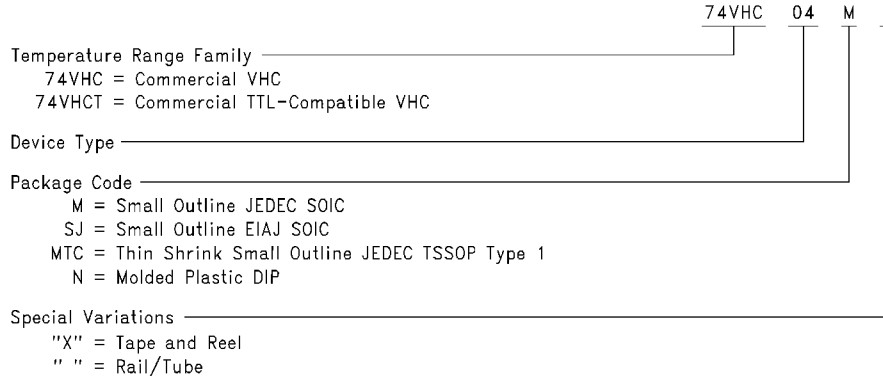 74VHC 04 M
Temperature Range Family
74VHC = Commercial VHC
74VHCT = Commercial TTL-Compatible VHC
Device Type
Package Code
M = Small Outline JEDEC SOIC
SJ = Small Outline EIAJ SOIC
MTC = Thin Shrink Small Outline JEDEC TSSOP Type 1
N = Molded Plastic DIP
Special Variations
"X" = Tape and Reel
" " = Rail/Tube